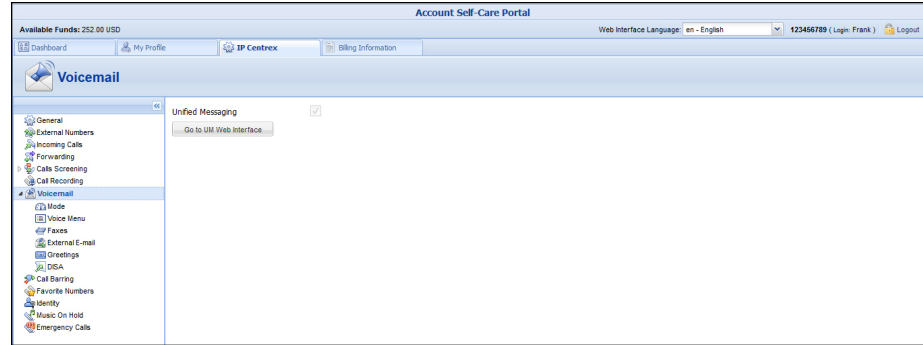 Account Self-Care Portal
Available Funds: 252.00 USD
Web Interface Language: en - English
123456789 ( Login: Frank )
Logout
Dashboard
My Profile
IP Centrex
Billing Information
Voicemail
«
Unified Messaging
Go to UM Web Interface
General
External Numbers
Incoming Calls
Forwarding
Calls Screening
Call Recording
Voicemail
Mode
Voice Menu
Faxes
External E-mail
Greetings
DISA
Call Barring
Favorite Numbers
Identity
Music On Hold
Emergency Calls